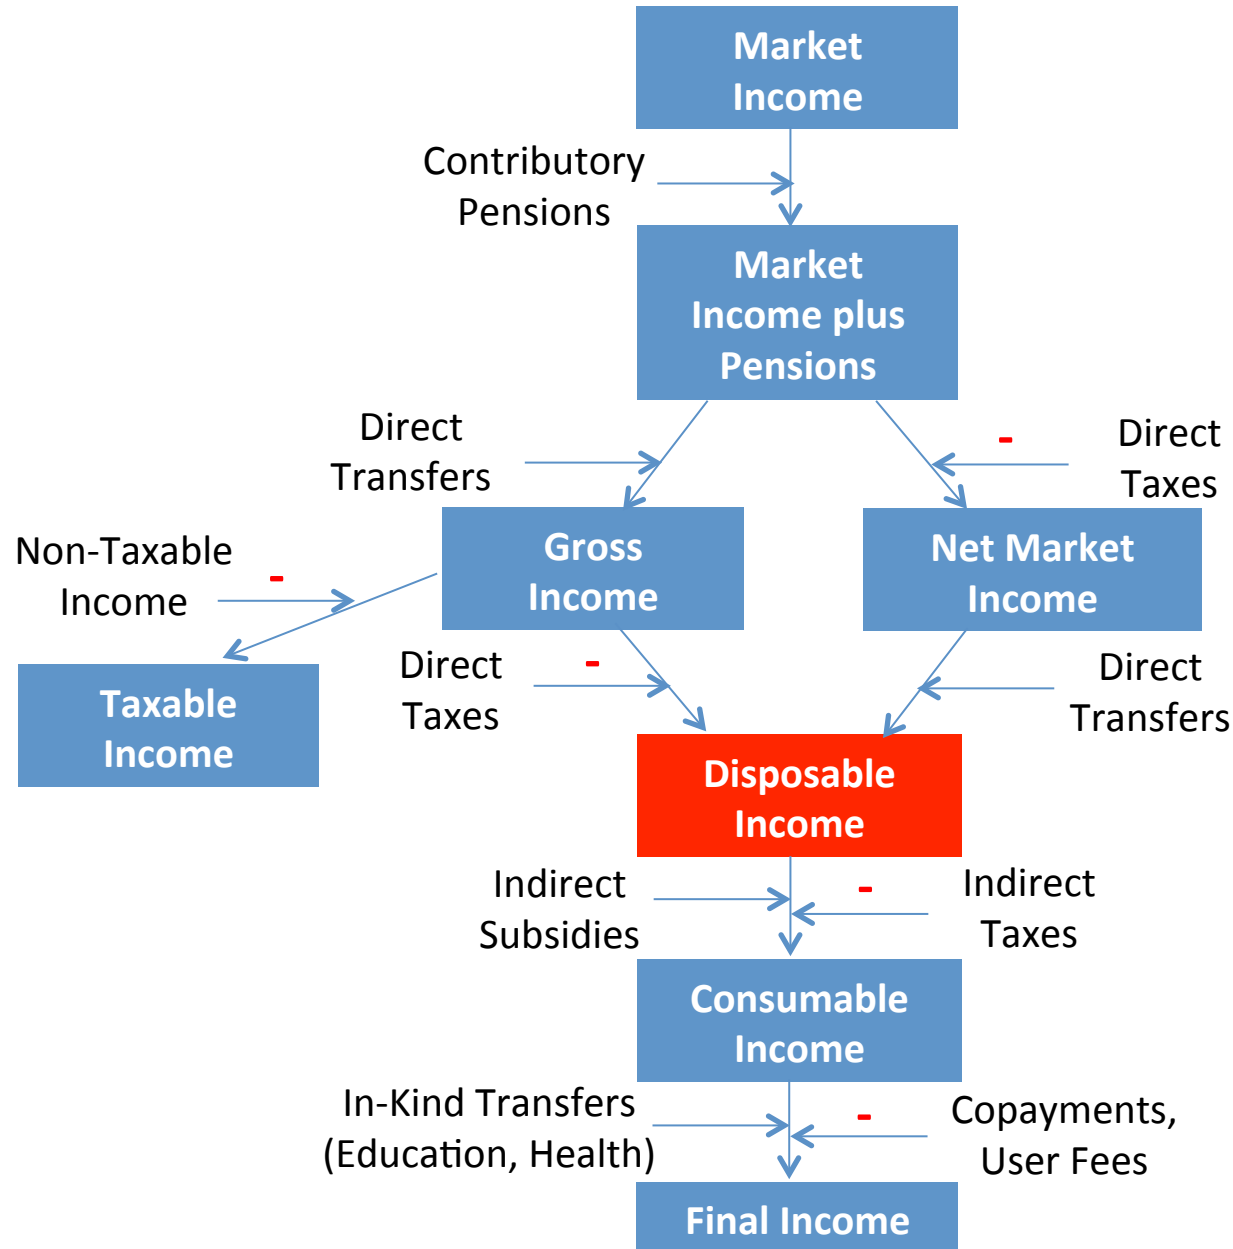 Market
Income
Contributory
Pensions
Market
Income plus
Pensions
Direct
Transfers
-
Direct
Taxes
Non-Taxable
Income
-
Gross
Income
Net Market
Income
Taxable
Income
Direct
Taxes
-
Direct
Transfers
Disposable
Income
Indirect
Subsidies
-
Indirect
Taxes
Consumable
Income
In-Kind Transfers
(Education, Health)
-
Copayments,
User Fees
Final Income